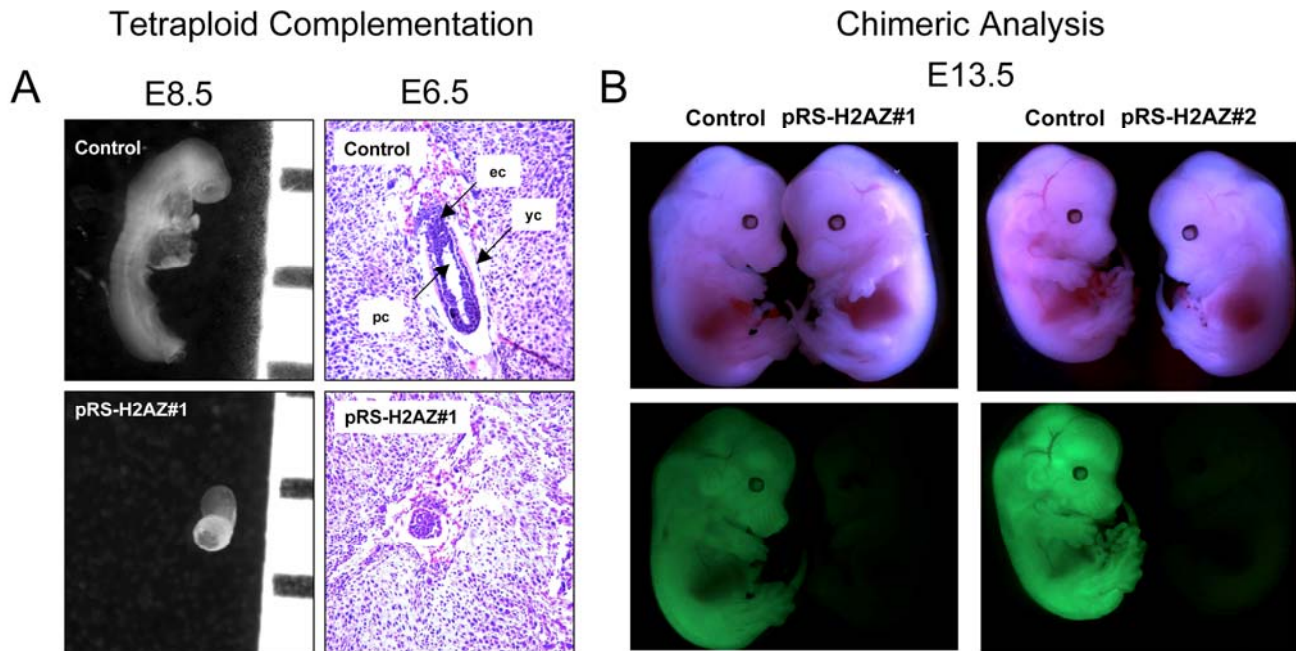 Tetraploid Complementation
Chimeric Analysis
A
E8.5
E6.5
B
E13.5
Control pRS-H2AZ#1
Control pRS-H2AZ#2
Control
Control
ec
yc
pc
pRS-H2AZ#1
pRS-H2AZ#1